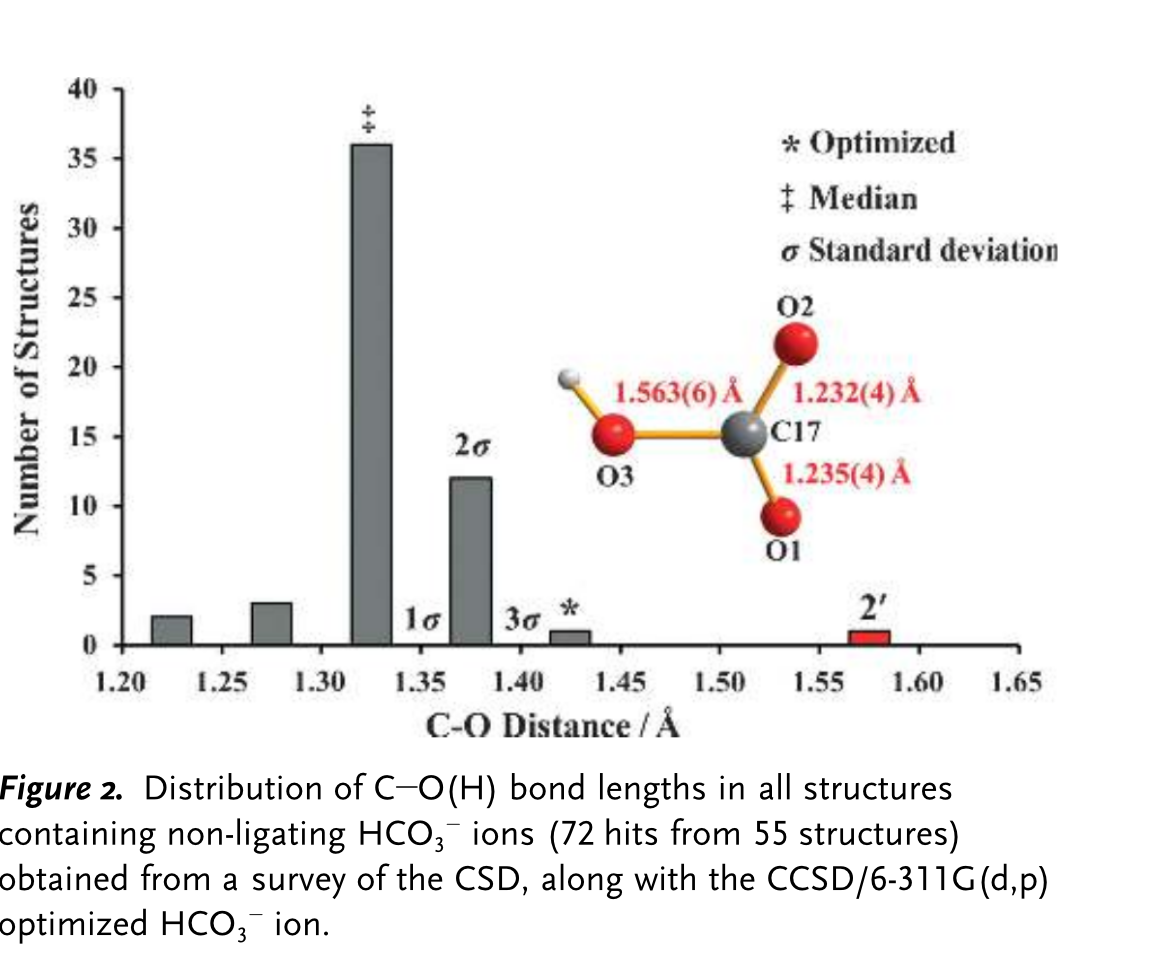 40
35
30
25
20
15
10
5
0
Number of Structures
‡
2σ
1σ
3σ
*
2′
* Optimized
‡ Median
σ Standard deviation
O2
1.563(6) Å 1.232(4) Å
C17
O3
1.235(4) Å
O1
1.20 1.25 1.30 1.35 1.40 1.45 1.50 1.55 1.60 1.65
C-O Distance / Å
Figure 2. Distribution of C–O(H) bond lengths in all structures
containing non-ligating HCO₃⁻ ions (72 hits from 55 structures)
obtained from a survey of the CSD, along with the CCSD/6-311G(d,p)
optimized HCO₃⁻ ion.